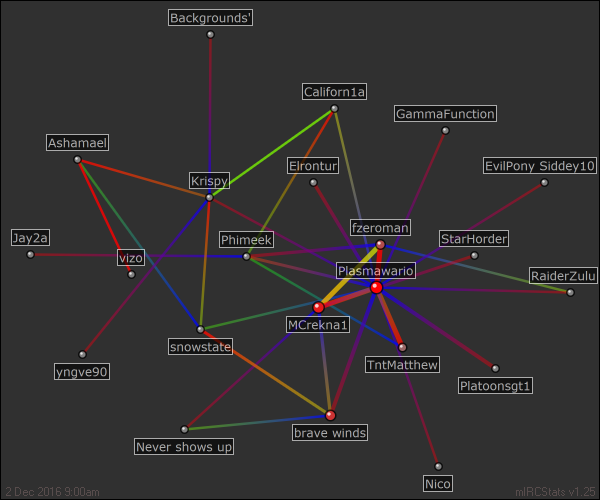 Backgrounds'
Californ1a
GammaFunction
Ashamael
Elrontur
EvilPony Siddey10
Krispy
fzeroman
Jay2a
Phimeek
StarHorder
vizo
Plasmawario
RaiderZulu
MCrekna1
snowstate
TntMatthew
yngve90
Platoonsgt1
brave winds
Never shows up
Nico
2 Dec 2016 9:00am
mIRCStats v1.25